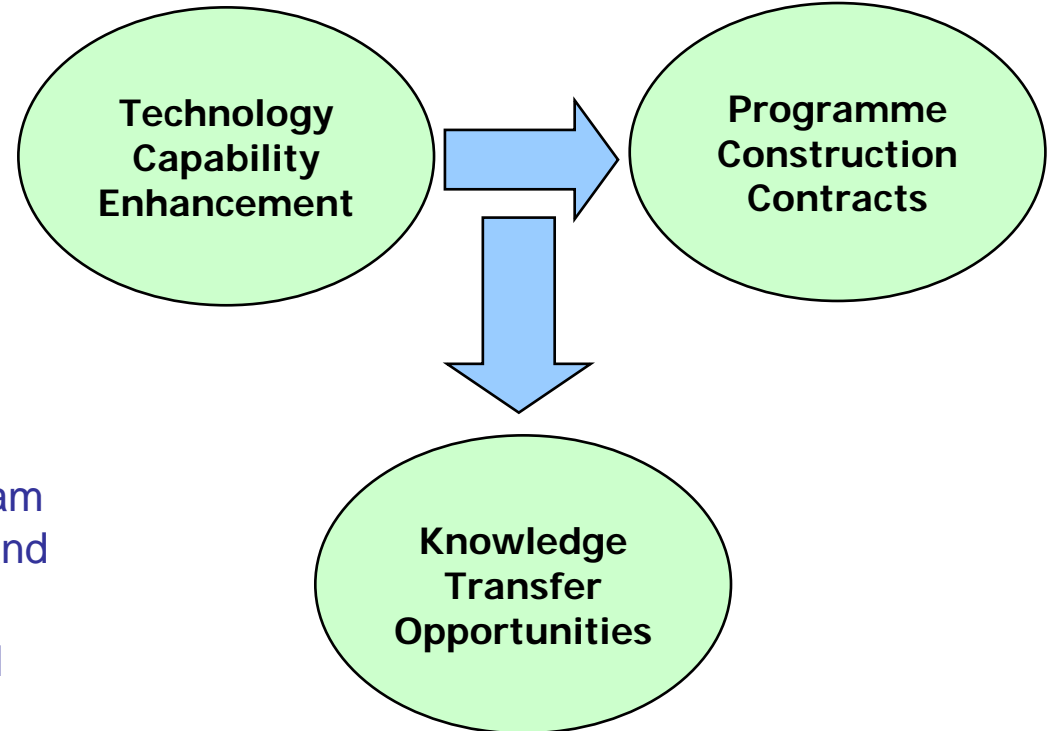 Technology
Capability
Enhancement
Programme
Construction
Contracts
Knowledge
Transfer
Opportunities